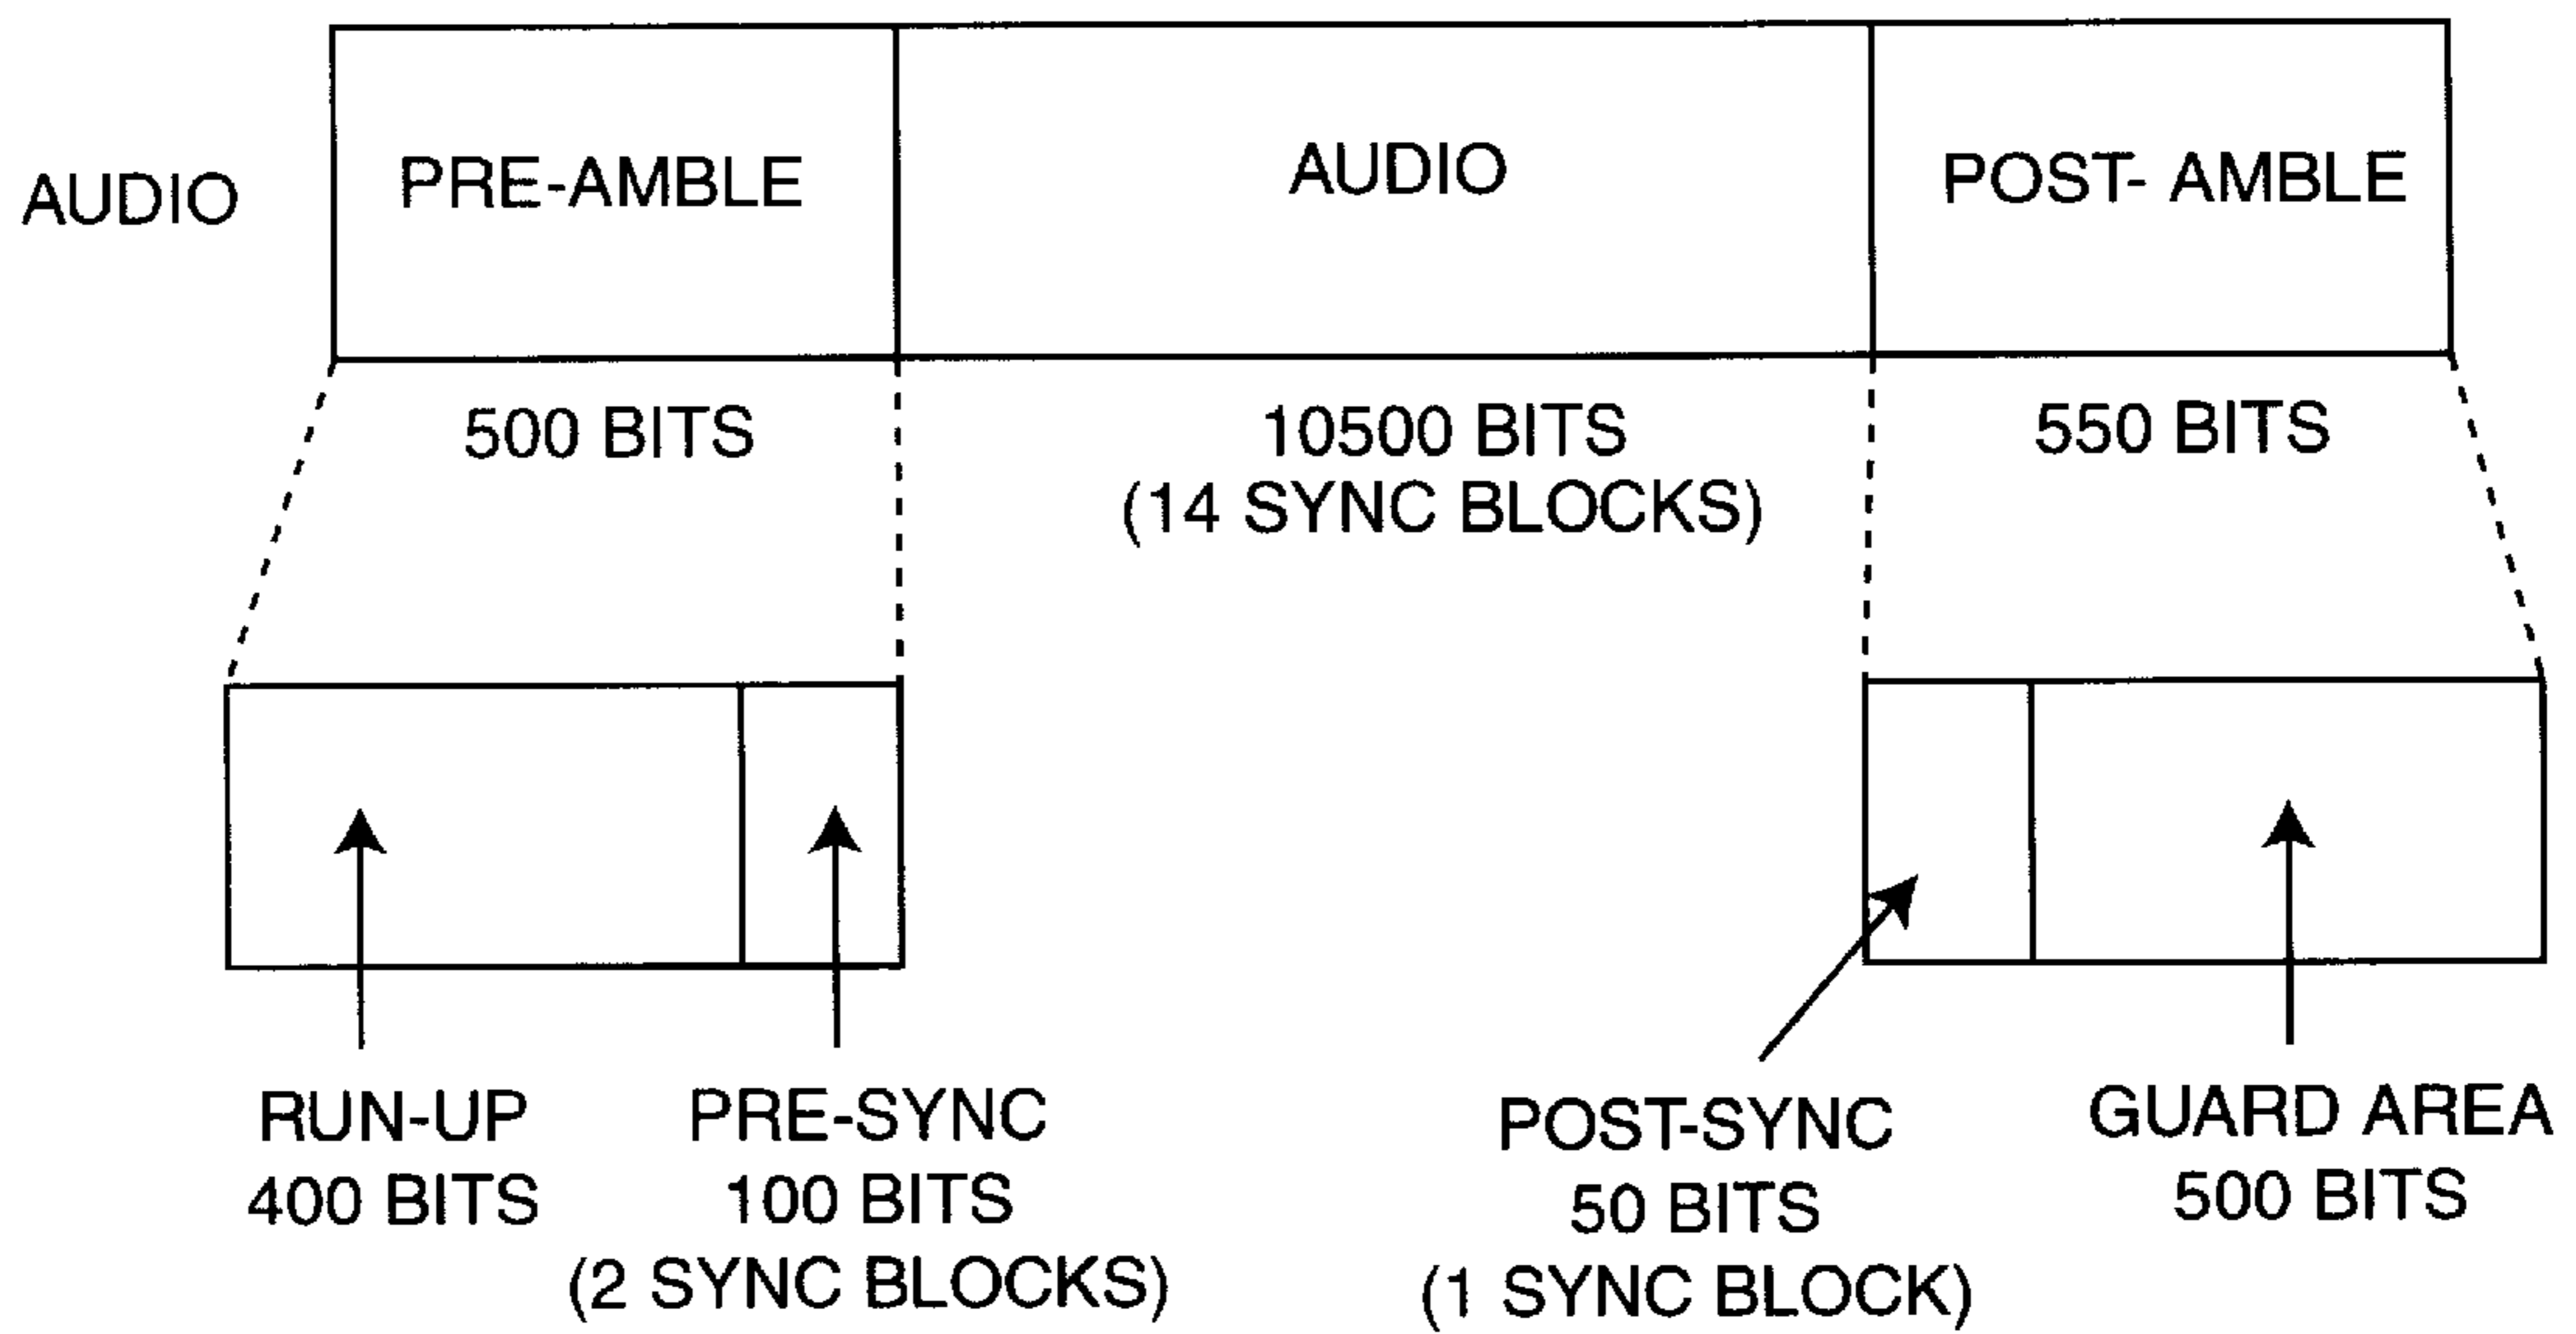 AUDIO
PRE-AMBLE
AUDIO
POST- AMBLE
500 BITS
10500 BITS
(14 SYNC BLOCKS)
550 BITS
RUN-UP
400 BITS
PRE-SYNC
100 BITS
(2 SYNC BLOCKS)
POST-SYNC
50 BITS
(1 SYNC BLOCK)
GUARD AREA
500 BITS